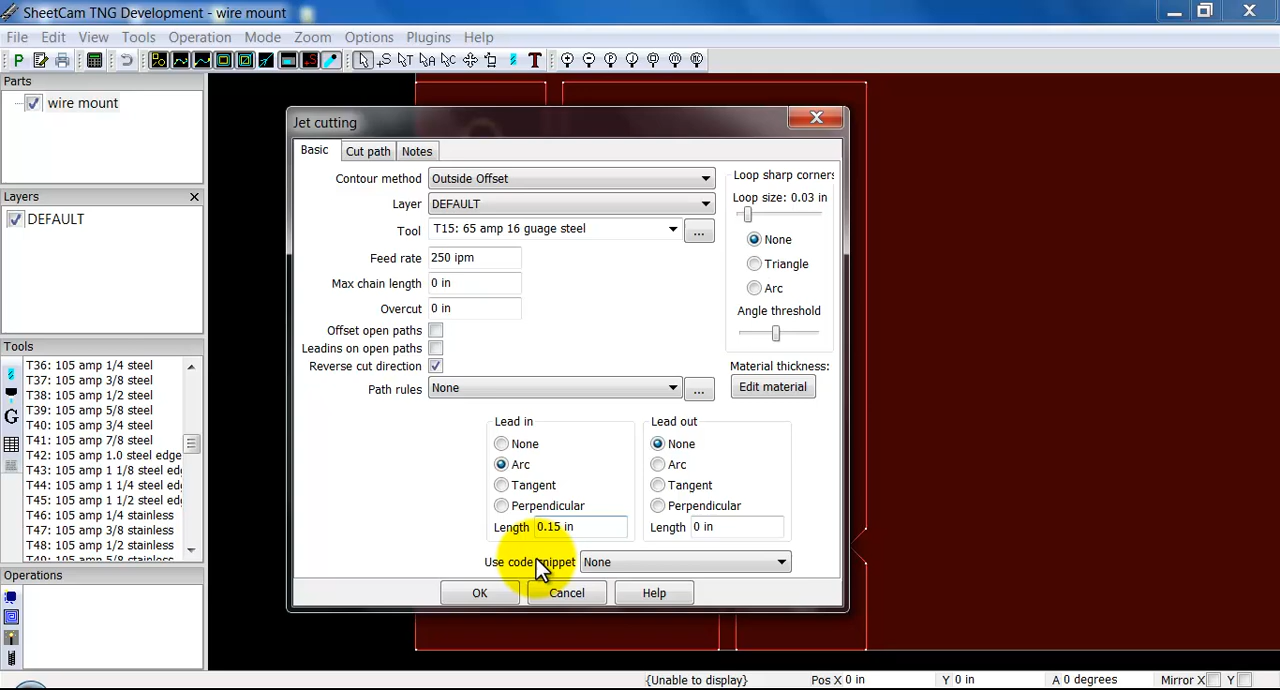 SheetCam TNG Development - wire mount
File Edit View Tools Operation Mode Zoom Options Plugins Help
Parts
wire mount
Layers
DEFAULT
Tools
T36: 105 amp 1/4 steel
T37: 105 amp 3/8 steel
T38: 105 amp 1/2 steel
T39: 105 amp 5/8 steel
T40: 105 amp 3/4 steel
T41: 105 amp 7/8 steel
T42: 105 amp 1.0 steel edge
T43: 105 amp 1 1/8 steel edg
T44: 105 amp 1 1/4 steel edg
T45: 105 amp 1 1/2 steel edg
T46: 105 amp 1/4 stainless
T47: 105 amp 3/8 stainless
T48: 105 amp 1/2 stainless
T49: 105 amp 5/8 stainless
Operations
Jet cutting
Basic Cut path Notes
Contour method Outside Offset
Layer DEFAULT
Tool T15: 65 amp 16 guage steel ...
Feed rate 250 ipm
Max chain length 0 in
Overcut 0 in
Offset open paths
Leadins on open paths
Reverse cut direction
Path rules None ...
Loop sharp corners
Loop size: 0.03 in
None
Triangle
Arc
Angle threshold
Material thickness:
Edit material
Lead in
None
Arc
Tangent
Perpendicular
Length 0.15 in
Lead out
None
Arc
Tangent
Perpendicular
Length 0 in
Use code snippet None
OK Cancel Help
{Unable to display} Pos X 0 in Y 0 in A 0 degrees Mirror X Y